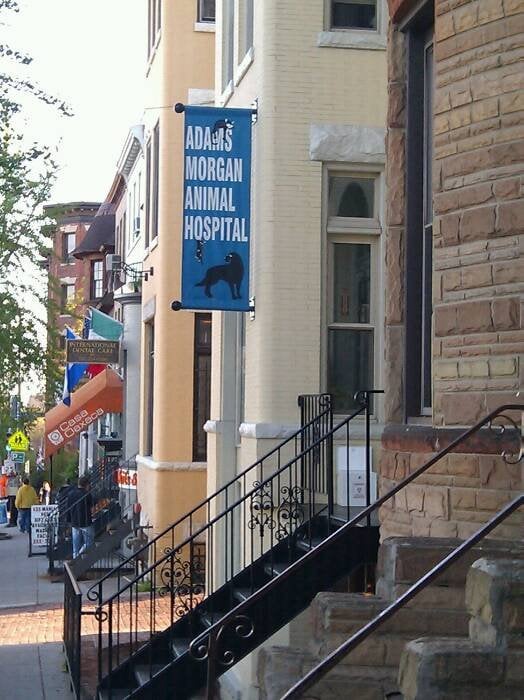 ADAMS
MORGAN
ANIMAL
HOSPITAL
INTERNATIONAL
DENTAL CARE
Casa
Oaxaca
P